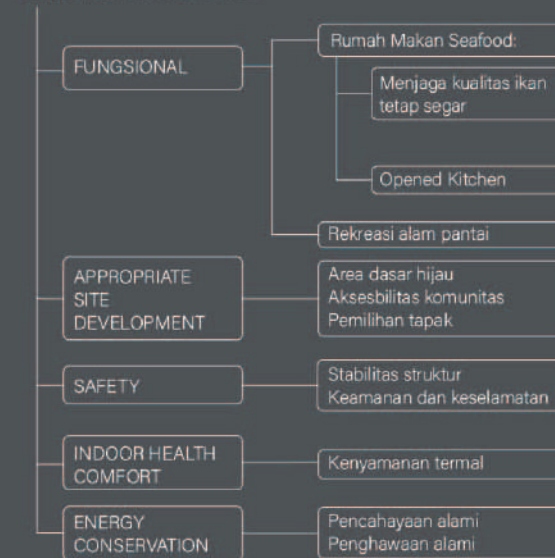 FUNGSIONAL
Rumah Makan Seafood:
Menjaga kualitas ikan
tetap segar
Opened Kitchen
Rekreasi alam pantai
APPROPRIATE
SITE
DEVELOPMENT
Area dasar hijau
Aksesbilitas komunitas
Pemilihan tapak
SAFETY
Stabilitas struktur
Keamanan dan keselamatan
INDOOR HEALTH
COMFORT
Kenyamanan termal
ENERGY
CONSERVATION
Pencahayaan alami
Penghawaan alami